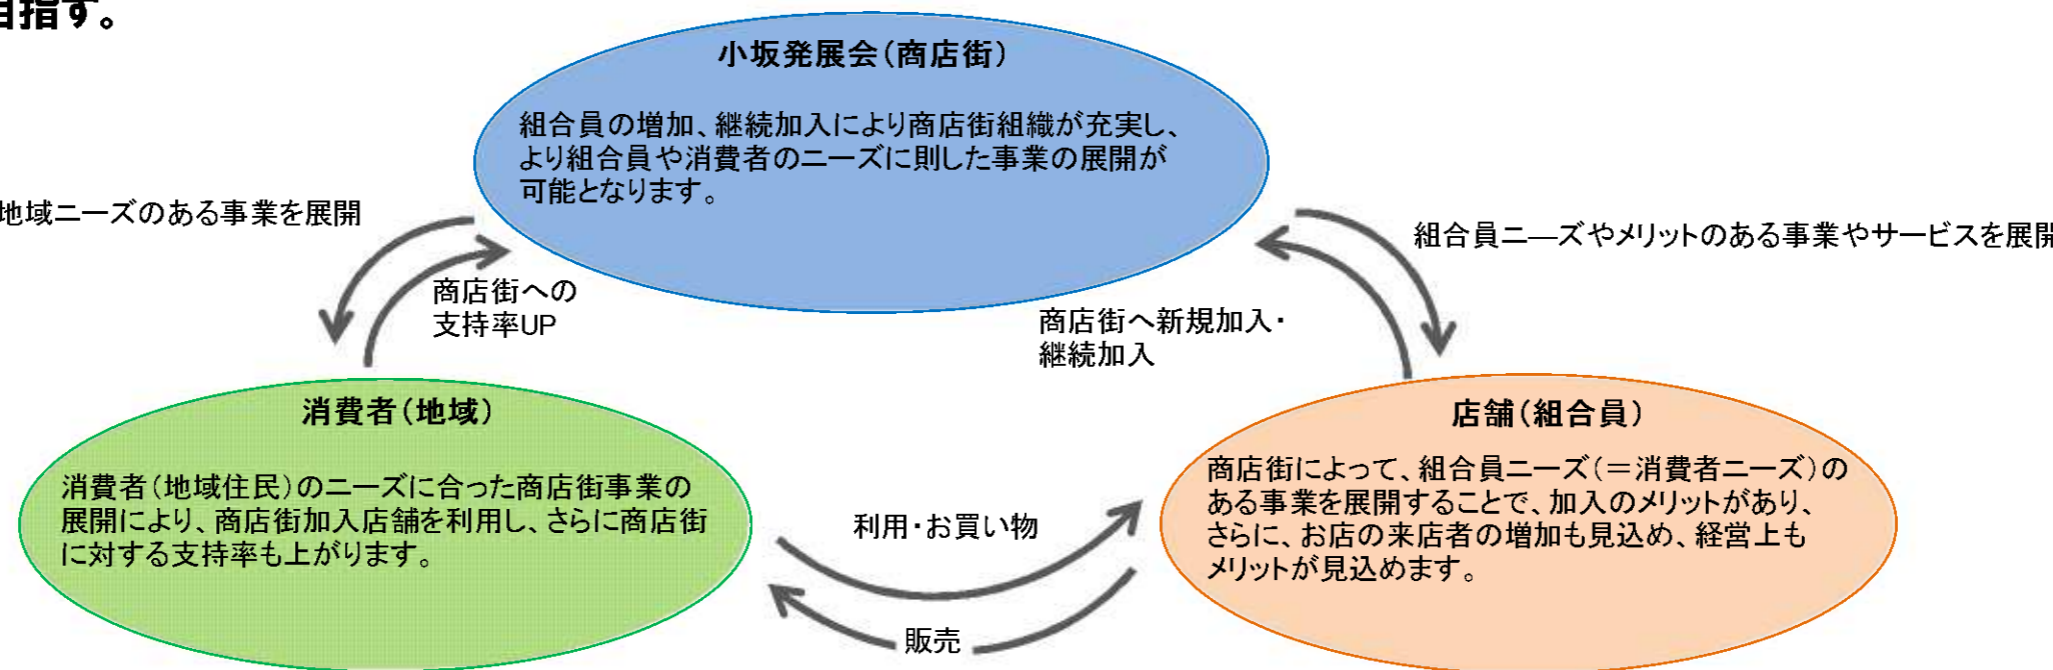 目指す。
小坂発展会(商店街)
組合員の増加、継続加入により商店街組織が充実し、
より組合員や消費者のニーズに則した事業の展開が
可能となります。
地域ニーズのある事業を展開
商店街への
支持率UP
組合員ニ―ズやメリットのある事業やサービスを展開
商店街へ新規加入・
継続加入
消費者(地域)
消費者(地域住民)のニーズに合った商店街事業の
展開により、商店街加入店舗を利用し、さらに商店街
に対する支持率も上がります。
店舗(組合員)
商店街によって、組合員ニーズ(=消費者ニーズ)の
ある事業を展開することで、加入のメリットがあり、
さらに、お店の来店者の増加も見込め、経営上も
メリットが見込めます。
利用・お買い物
販売